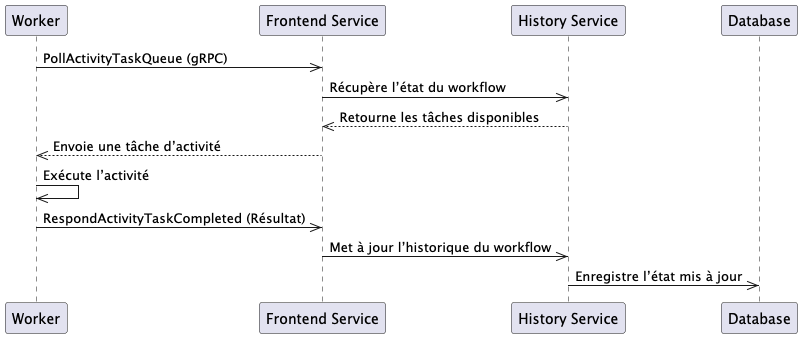 Worker
Frontend Service
History Service
Database
PollActivityTaskQueue (gRPC)
Récupère l’état du workflow
Retourne les tâches disponibles
Envoie une tâche d’activité
Exécute l’activité
RespondActivityTaskCompleted (Résultat)
Met à jour l’historique du workflow
Enregistre l’état mis à jour
Worker
Frontend Service
History Service
Database